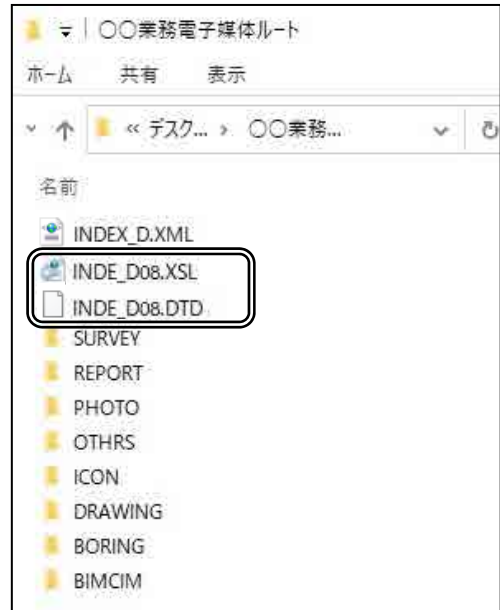 〇〇業務電子媒体ルート
ホーム 共有 表示
« デスク... › 〇〇業務...
名前
INDEX_D.XML
INDE_D08.XSL
INDE_D08.DTD
SURVEY
REPORT
PHOTO
OTHRS
ICON
DRAWING
BORING
BIMCIM